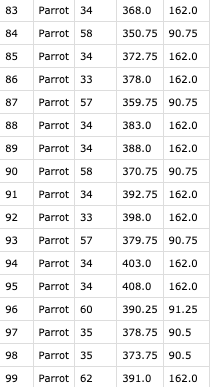 83 Parrot 34 368.0 162.0
84 Parrot 58 350.75 90.75
85 Parrot 34 372.75 162.0
86 Parrot 33 378.0 162.0
87 Parrot 57 359.75 90.75
88 Parrot 34 383.0 162.0
89 Parrot 34 388.0 162.0
90 Parrot 58 370.75 90.75
91 Parrot 34 392.75 162.0
92 Parrot 33 398.0 162.0
93 Parrot 57 379.75 90.75
94 Parrot 34 403.0 162.0
95 Parrot 34 408.0 162.0
96 Parrot 60 390.25 91.25
97 Parrot 35 378.75 90.5
98 Parrot 35 373.75 90.5
99 Parrot 62 391.0 162.0